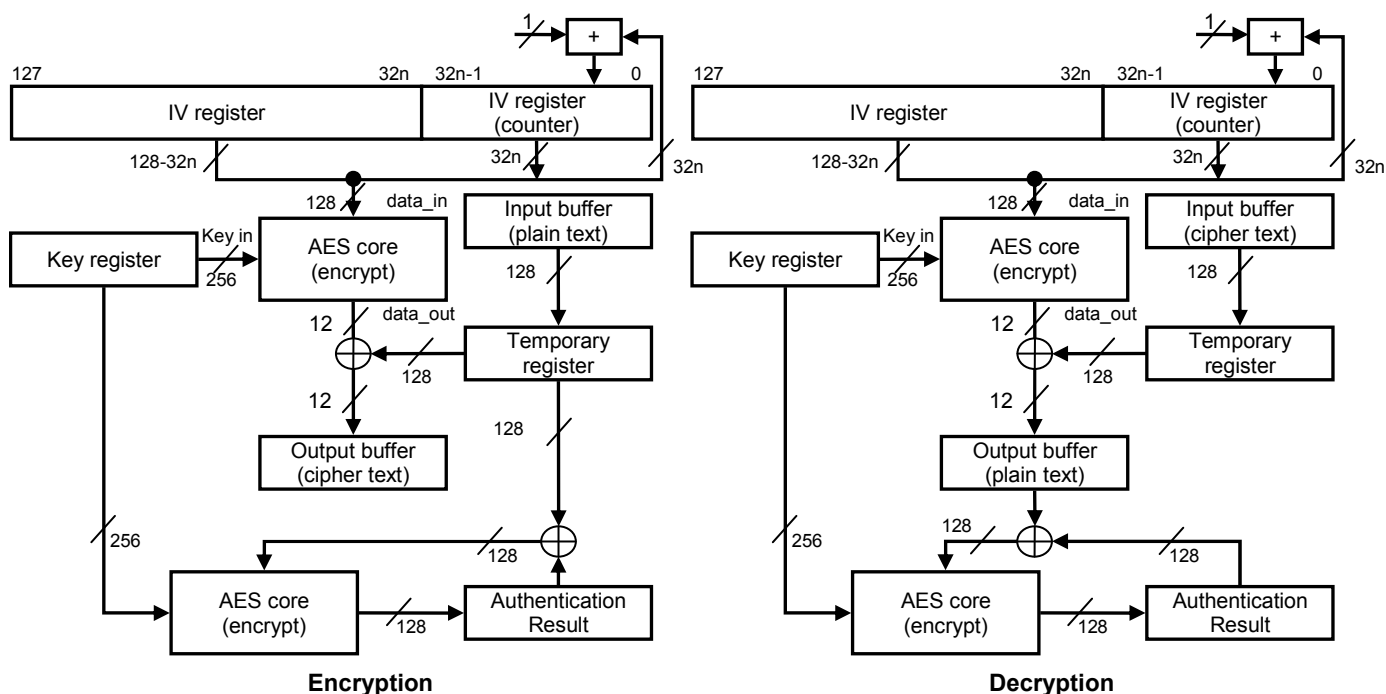 1
+
127
32n
32n-1
0
IV register
IV register
(counter)
128-32n
32n
32n
128
data_in
Input buffer
(plain text)
Key register
Key in
256
AES core
(encrypt)
128
12
data_out
Temporary
register
128
12
128
Output buffer
(cipher text)
256
128
AES core
(encrypt)
128
Authentication
Result
Encryption
1
+
127
32n
32n-1
0
IV register
IV register
(counter)
128-32n
32n
32n
128
data_in
Input buffer
(cipher text)
Key register
Key in
256
AES core
(encrypt)
128
12
data_out
Temporary
register
128
12
Output buffer
(plain text)
256
128
128
AES core
(encrypt)
128
Authentication
Result
Decryption